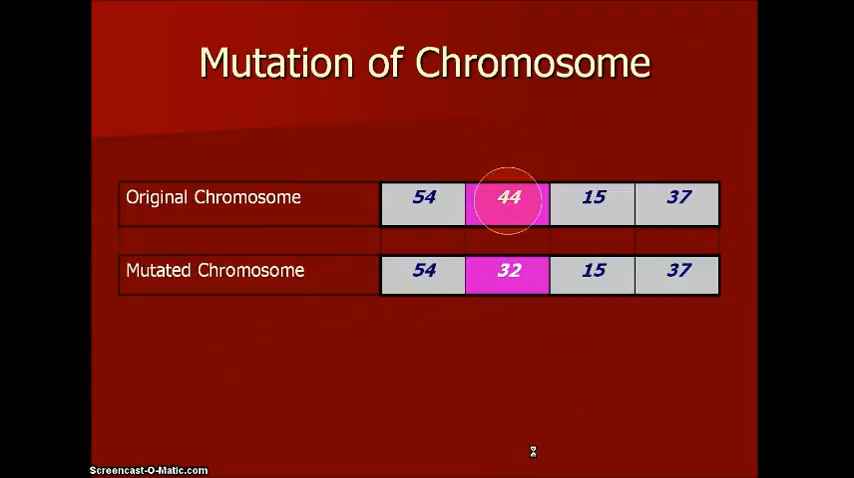 Mutation of Chromosome
Original Chromosome 54 44 15 37
Mutated Chromosome 54 32 15 37
Screencast-O-Matic.com